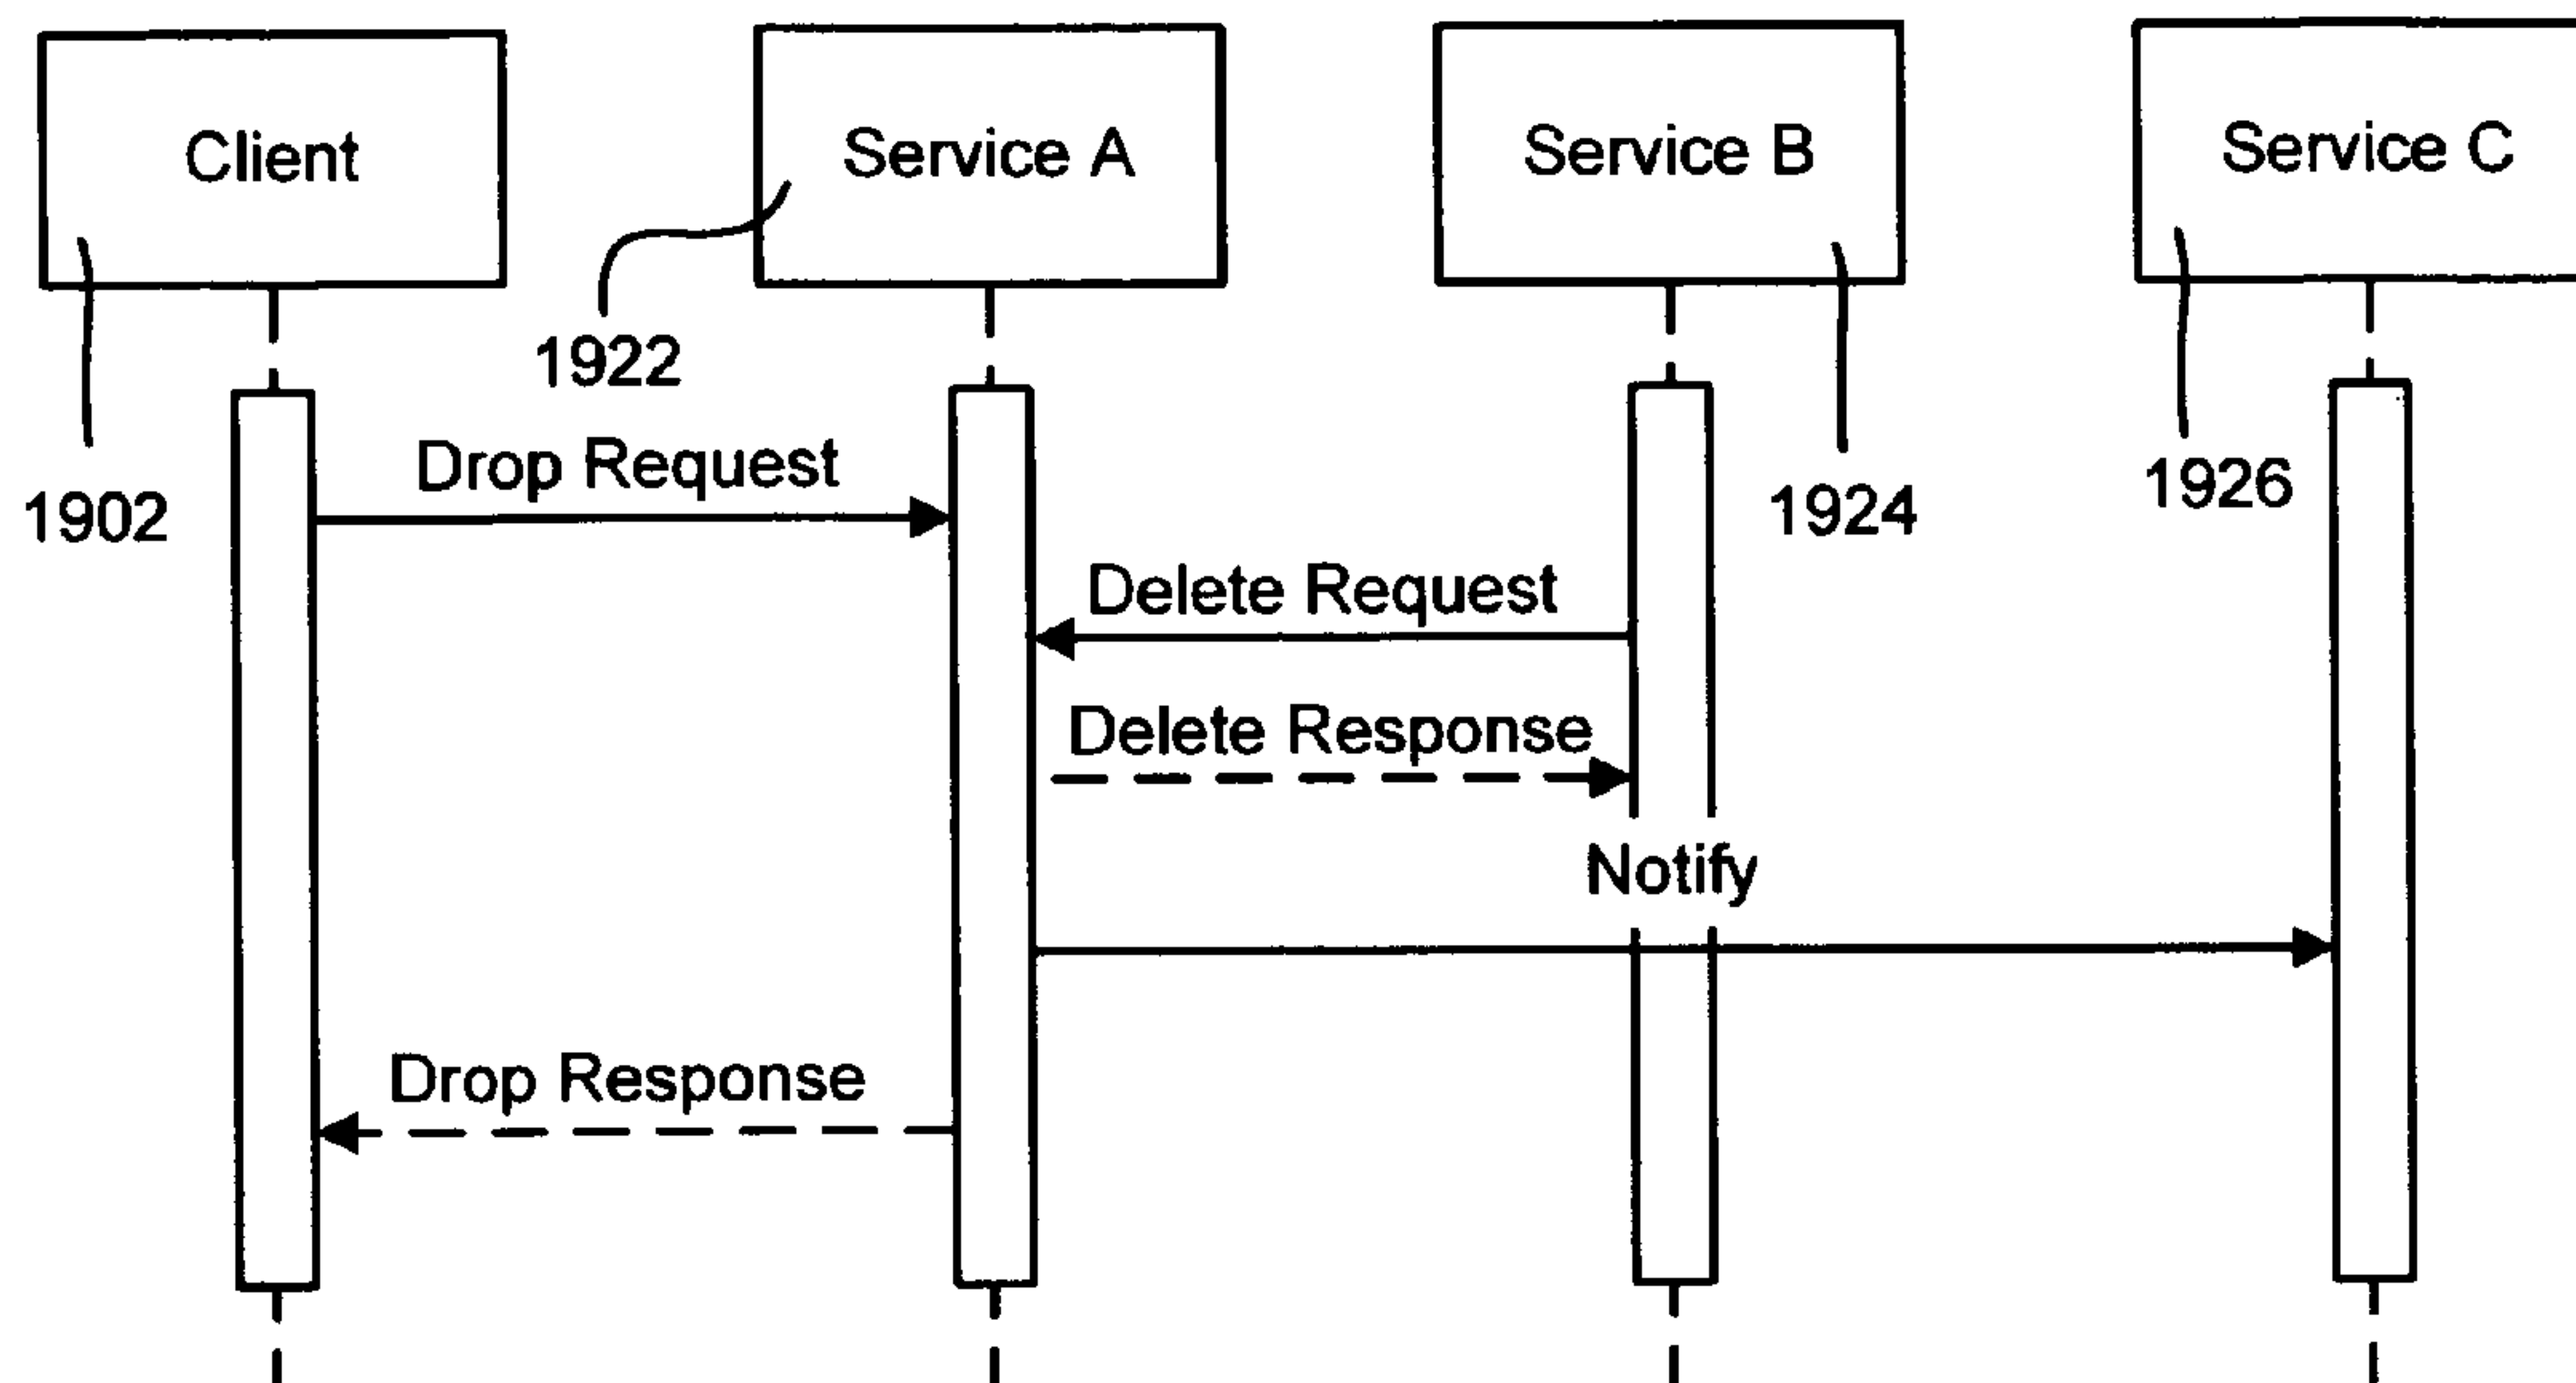 Client
Service A
Service B
Service C
1922
Drop Request
1902
1924
1926
Delete Request
Delete Response
Notify
Drop Response